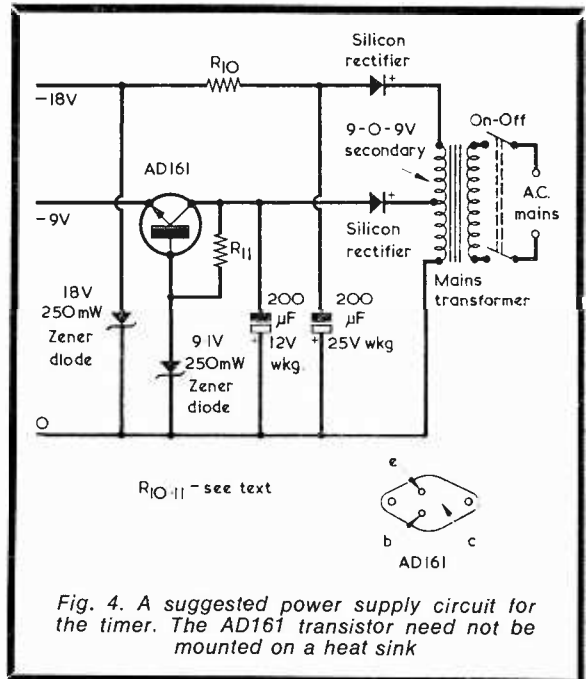 Silicon
rectifier
R10
-18V
9-0-9V
secondary
On-Off
AD161
-9V
A.C.
mains
R11
Silicon
rectifier
Mains
transformer
18V
250mW
Zener
diode
9·1V
250mW
Zener
diode
200
µF
12V
wkg
+
200
µF
25V wkg
+
0
R10·11 - see text
e
b
c
AD161
Fig. 4. A suggested power supply circuit for
the timer. The AD161 transistor need not be
mounted on a heat sink